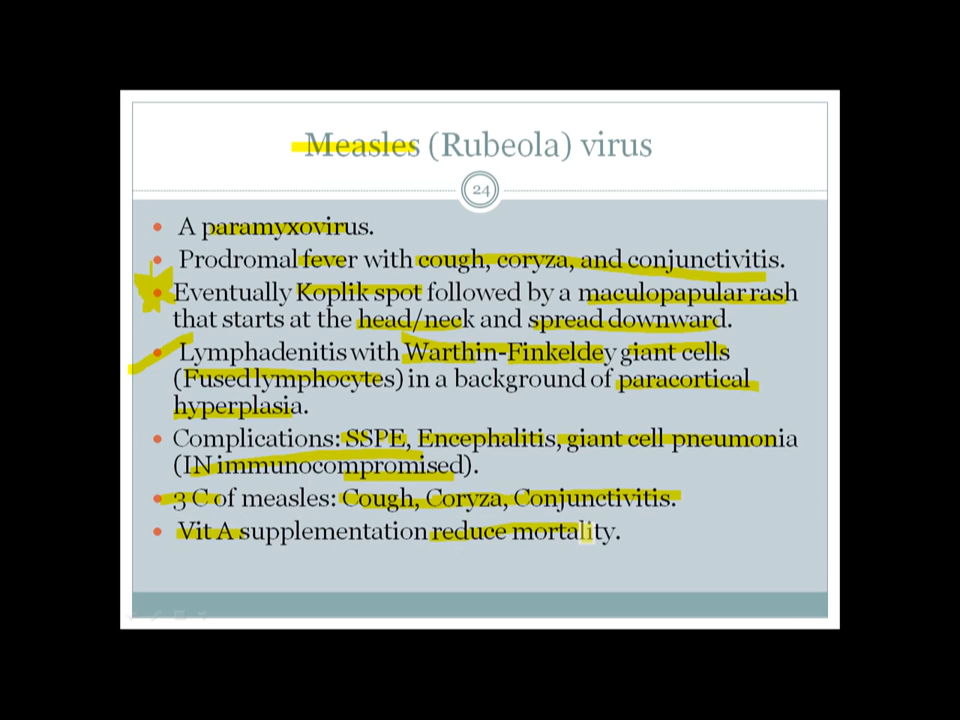 Measles (Rubeola) virus
24
• A paramyxovirus.
• Prodromal fever with cough, coryza, and conjunctivitis.
• Eventually Koplik spot followed by a maculopapular rash
that starts at the head/neck and spread downward.
• Lymphadenitis with Warthin-Finkeldey giant cells
(Fused lymphocytes) in a background of paracortical
hyperplasia.
• Complications: SSPE, Encephalitis, giant cell pneumonia
(IN immunocompromised).
• 3 C of measles: Cough, Coryza, Conjunctivitis.
• Vit A supplementation reduce mortality.